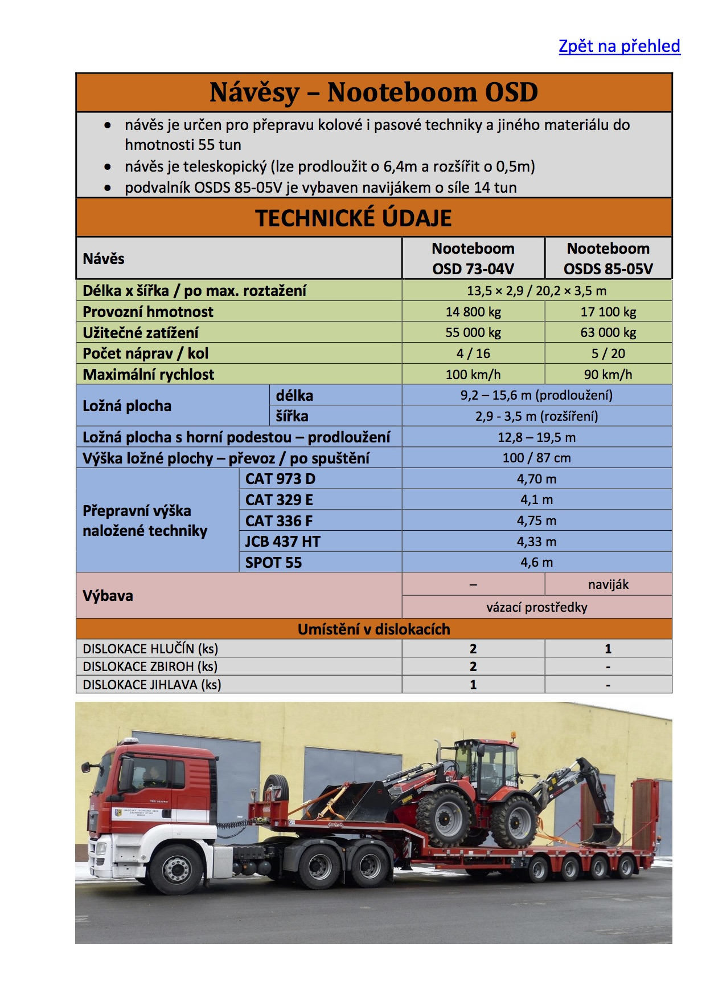 Zpět na přehled
Návěsy – Nooteboom OSD
• návěs je určen pro přepravu kolové i pasové techniky a jiného materiálu do
hmotnosti 55 tun
• návěs je teleskopický (lze prodloužit o 6,4m a rozšířit o 0,5m)
• podvalník OSDS 85-05V je vybaven navijákem o síle 14 tun
TECHNICKÉ ÚDAJE
Návěs Nooteboom OSD 73-04V Nooteboom OSDS 85-05V
Délka x šířka / po max. roztažení 13,5 × 2,9 / 20,2 × 3,5 m
Provozní hmotnost 14 800 kg 17 100 kg
Užitečné zatížení 55 000 kg 63 000 kg
Počet náprav / kol 4 / 16 5 / 20
Maximální rychlost 100 km/h 90 km/h
Ložná plocha délka 9,2 – 15,6 m (prodloužení)
šířka 2,9 - 3,5 m (rozšíření)
Ložná plocha s horní podestou – prodloužení 12,8 – 19,5 m
Výška ložné plochy – převoz / po spuštění 100 / 87 cm
Přepravní výška naložené techniky CAT 973 D 4,70 m
CAT 329 E 4,1 m
CAT 336 F 4,75 m
JCB 437 HT 4,33 m
SPOT 55 4,6 m
Výbava – naviják
vázací prostředky
Umístění v dislokacích
DISLOKACE HLUČÍN (ks) 2 1
DISLOKACE ZBIROH (ks) 2 -
DISLOKACE JIHLAVA (ks) 1 -
HASIČSKÝ ZÁCHRANNÝ SBOR
ZÁCHRANNÝ ÚTVAR
ZBIROH
HASIČI